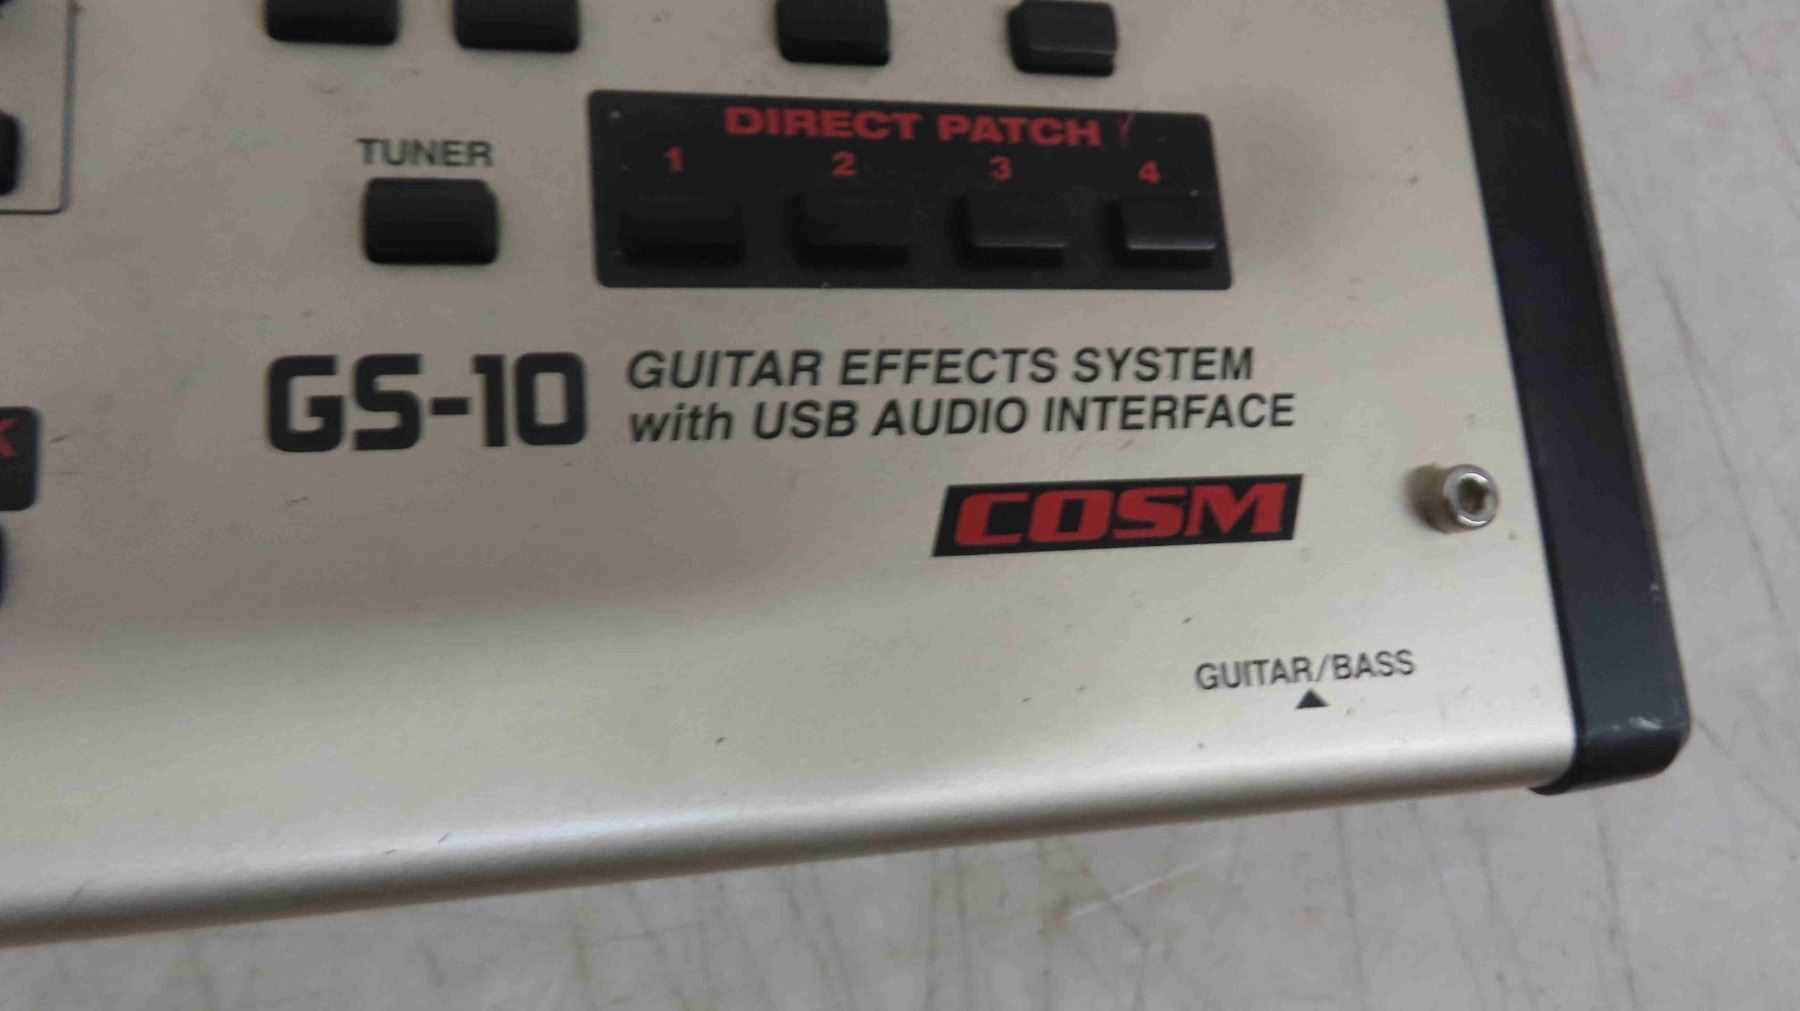 DIRECT PATCH
1 2 3 4
TUNER
GS-10
GUITAR EFFECTS SYSTEM
with USB AUDIO INTERFACE
COSM
GUITAR/BASS